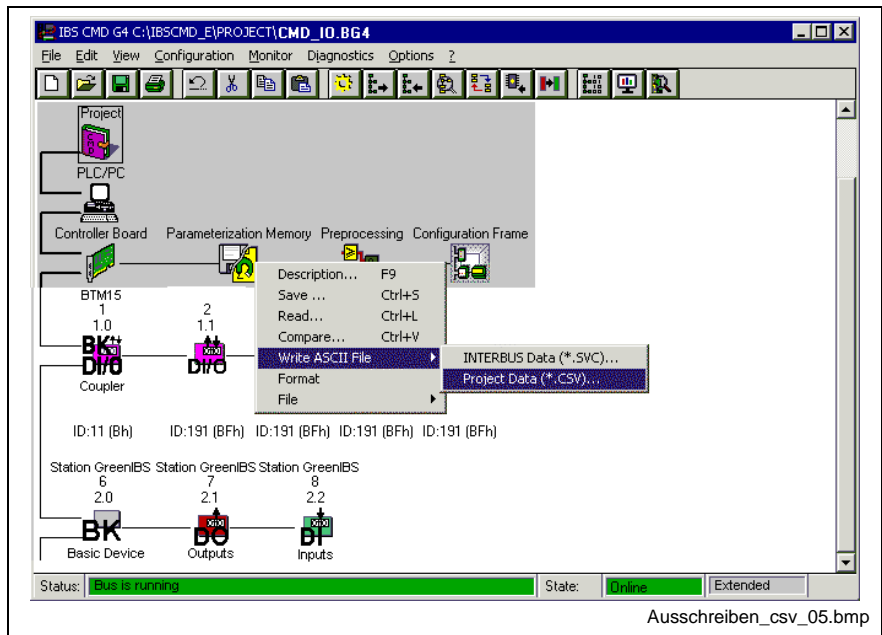 IBS CMD G4 C:\IBSCMD_E\PROJECT\CMD_IO.BG4
File Edit View Configuration Monitor Diagnostics Options ?
Project
PLC/PC
Controller Board Parameterization Memory Preprocessing Configuration Frame
Description... F9
Save ... Ctrl+S
Read... Ctrl+L
Compare... Ctrl+V
Write ASCII File
Format
File
INTERBUS Data (*.SVC)...
Project Data (*.CSV)...
BTM15
1 2
1.0 1.1
BK DI/O DI/O
Coupler
ID:11 (Bh) ID:191 (BFh) ID:191 (BFh) ID:191 (BFh) ID:191 (BFh)
Station GreenIBS Station GreenIBS Station GreenIBS
6 7 8
2.0 2.1 2.2
BK DO DI
Basic Device Outputs Inputs
Status: Bus is running State: Online Extended
Ausschreiben_csv_05.bmp